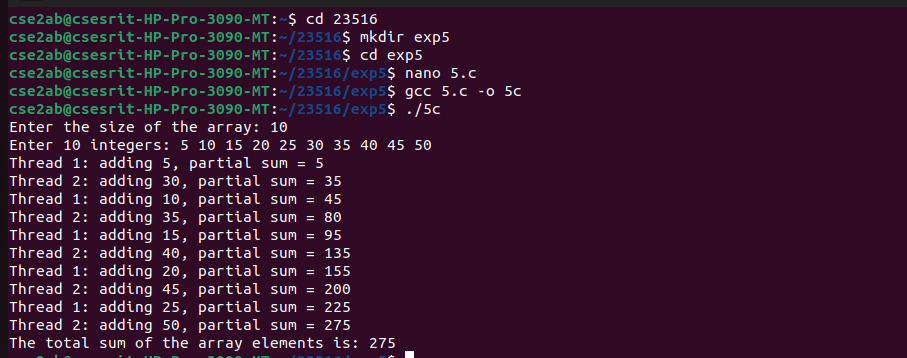 cse2ab@csesrit-HP-Pro-3090-MT:~$ cd 23516
cse2ab@csesrit-HP-Pro-3090-MT:~/23516$ mkdir exp5
cse2ab@csesrit-HP-Pro-3090-MT:~/23516$ cd exp5
cse2ab@csesrit-HP-Pro-3090-MT:~/23516/exp5$ nano 5.c
cse2ab@csesrit-HP-Pro-3090-MT:~/23516/exp5$ gcc 5.c -o 5c
cse2ab@csesrit-HP-Pro-3090-MT:~/23516/exp5$ ./5c
Enter the size of the array: 10
Enter 10 integers: 5 10 15 20 25 30 35 40 45 50
Thread 1: adding 5, partial sum = 5
Thread 2: adding 30, partial sum = 35
Thread 1: adding 10, partial sum = 45
Thread 2: adding 35, partial sum = 80
Thread 1: adding 15, partial sum = 95
Thread 2: adding 40, partial sum = 135
Thread 1: adding 20, partial sum = 155
Thread 2: adding 45, partial sum = 200
Thread 1: adding 25, partial sum = 225
Thread 2: adding 50, partial sum = 275
The total sum of the array elements is: 275
cse2ab@csesrit-HP-Pro-3090-MT:~/23516/exp5$